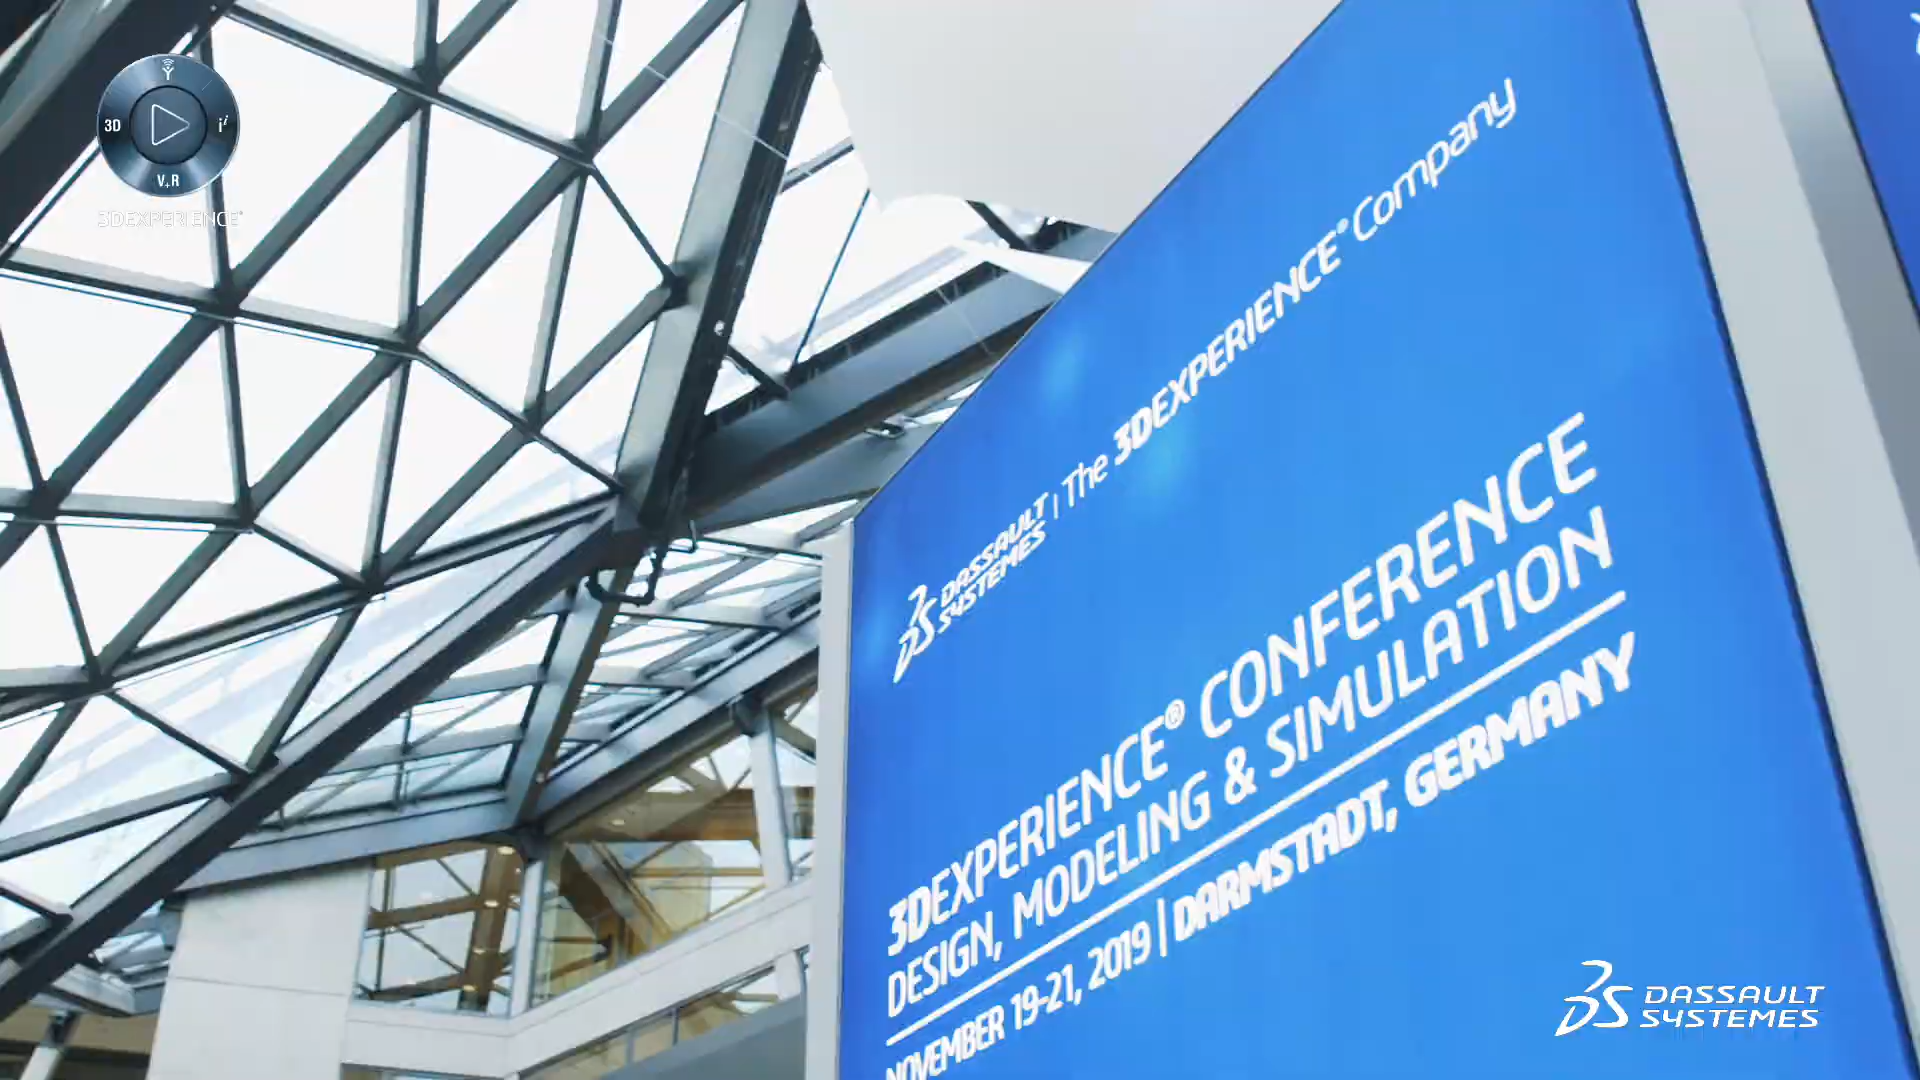 3D
i
V+R
3DEXPERIENCE
DASSAULT SYSTEMES | The 3DEXPERIENCE® Company
3DEXPERIENCE® CONFERENCE
DESIGN, MODELING & SIMULATION
NOVEMBER 19-21, 2019 | DARMSTADT, GERMANY
DASSAULT
SYSTEMES